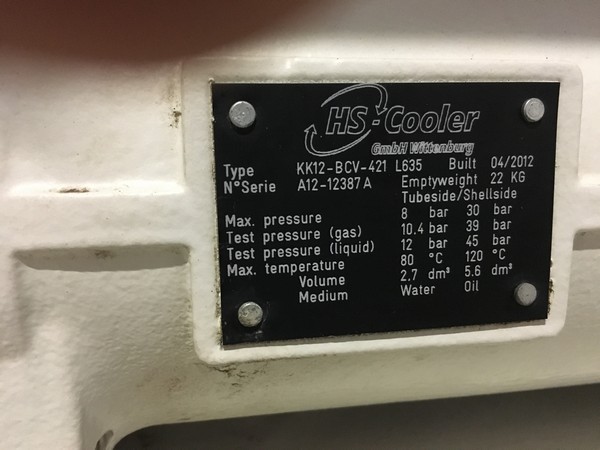 HS-Cooler
GmbH Wittenburg
Type KK12-BCV-421 L635 Built 04/2012
N°Serie A12-12387A Emptyweight 22 KG
Tubeside/Shellside
Max. pressure 8 bar 30 bar
Test pressure (gas) 10.4 bar 39 bar
Test pressure (liquid) 12 bar 45 bar
Max. temperature 80 °C 120 °C
Volume 2.7 dm³ 5.6 dm³
Medium Water Oil